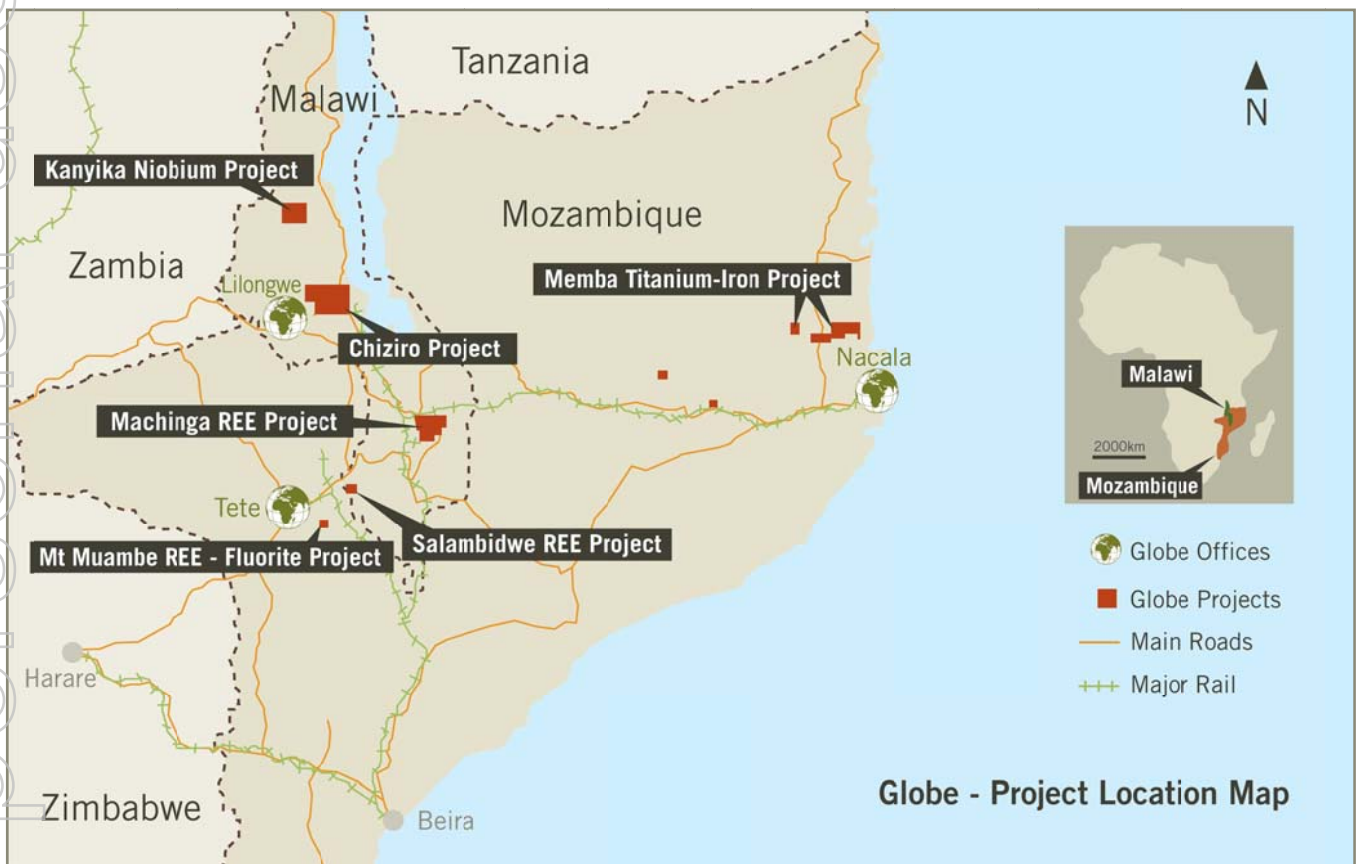 Tanzania
Malawi
N
Kanyika Niobium Project
Mozambique
Zambia
Memba Titanium-Iron Project
Lilongwe
Chiziro Project
Nacala
Machinga REE Project
Tete
Salambidwe REE Project
Mt Muambe REE - Fluorite Project
Harare
Zimbabwe
Beira
Malawi
2000km
Mozambique
Globe Offices
Globe Projects
Main Roads
Major Rail
Globe - Project Location Map